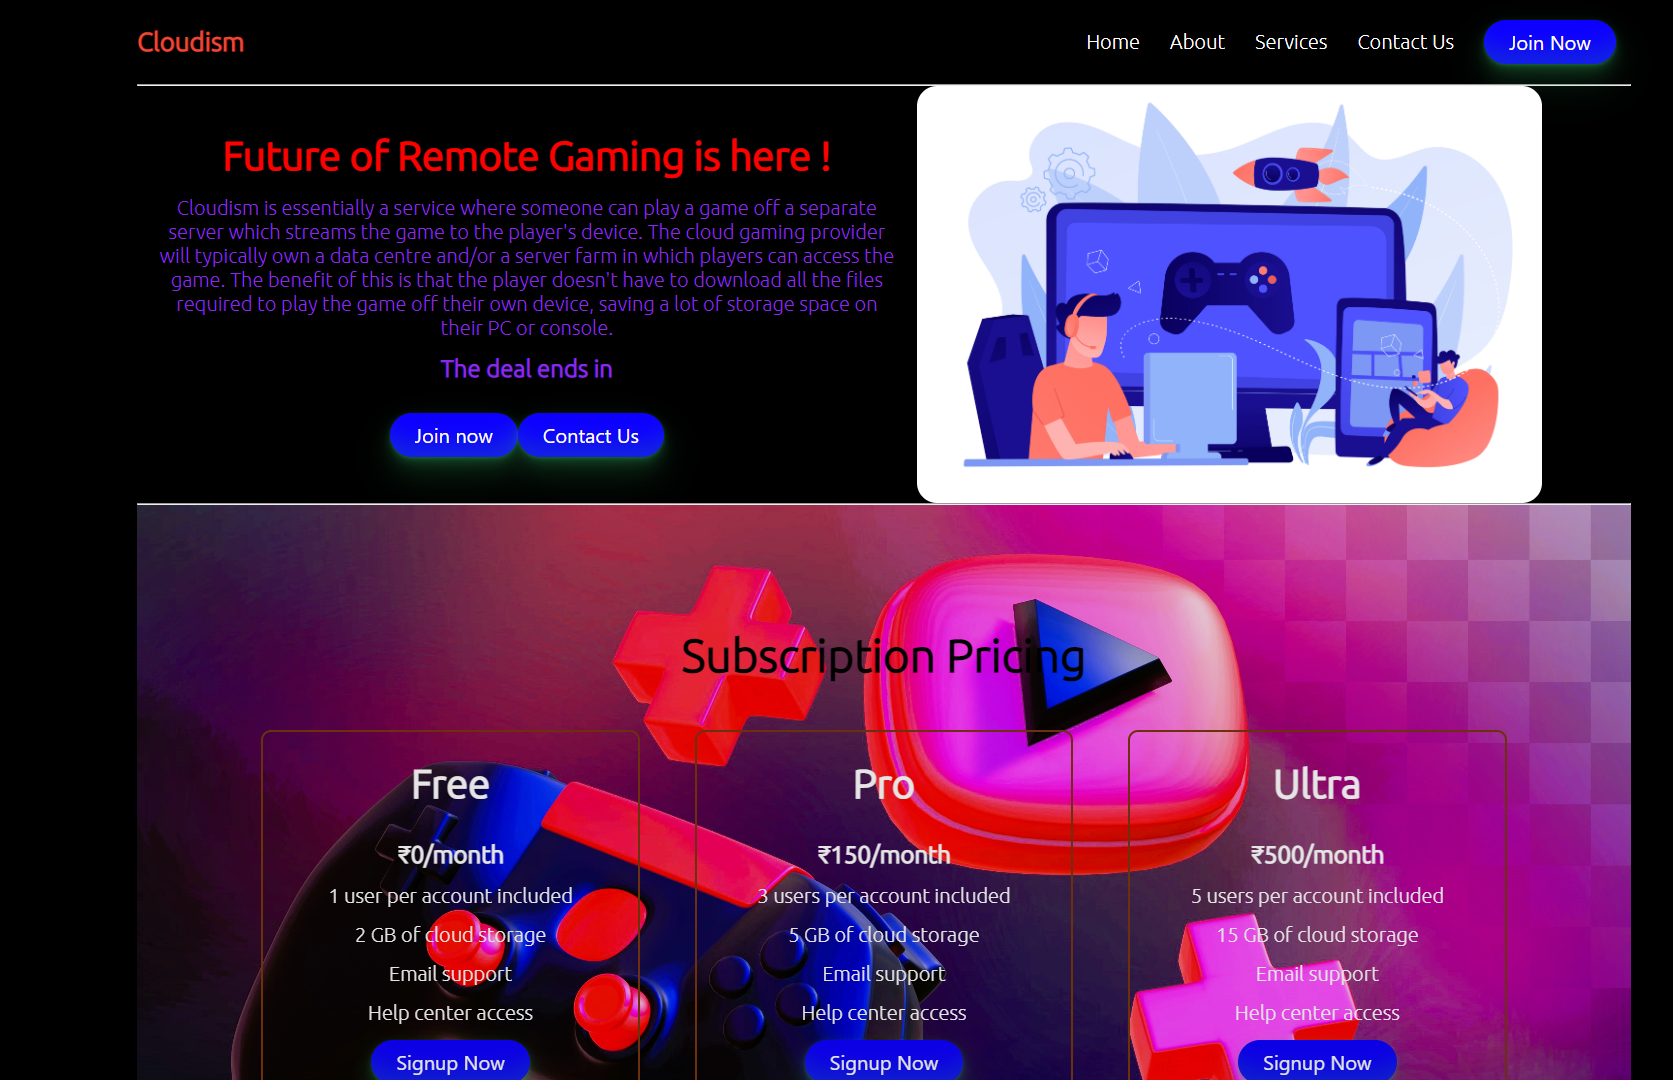 Cloudism
Home About Services Contact Us Join Now
Future of Remote Gaming is here !
Cloudism is essentially a service where someone can play a game off a separate
server which streams the game to the player's device. The cloud gaming provider
will typically own a data centre and/or a server farm in which players can access the
game. The benefit of this is that the player doesn't have to download all the files
required to play the game off their own device, saving a lot of storage space on
their PC or console.
The deal ends in
Join now Contact Us
Subscription Pricing
Free
₹0/month
1 user per account included
2 GB of cloud storage
Email support
Help center access
Signup Now
Pro
₹150/month
3 users per account included
5 GB of cloud storage
Email support
Help center access
Signup Now
Ultra
₹500/month
5 users per account included
15 GB of cloud storage
Email support
Help center access
Signup Now